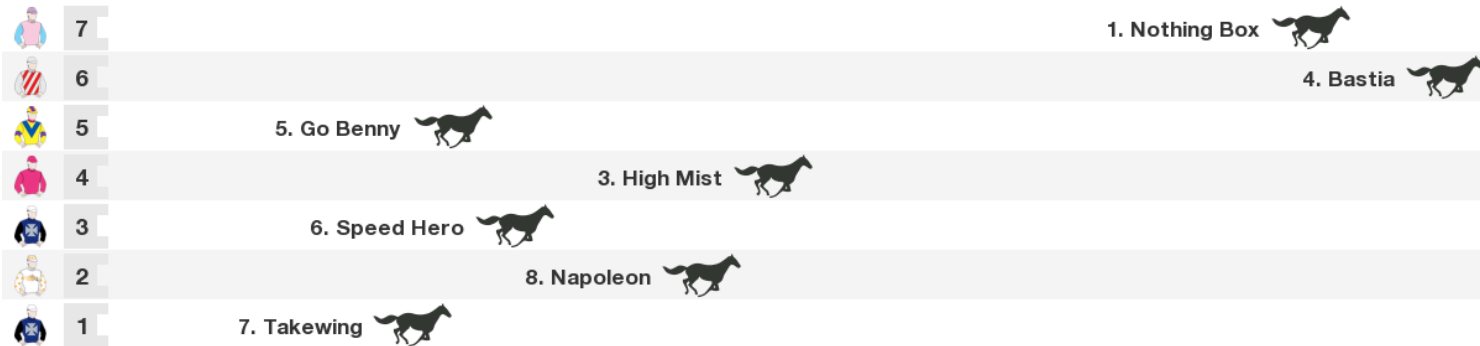 7 1. Nothing Box
6 4. Bastia
5 5. Go Benny
4 3. High Mist
3 6. Speed Hero
2 8. Napoleon
1 7. Takewing